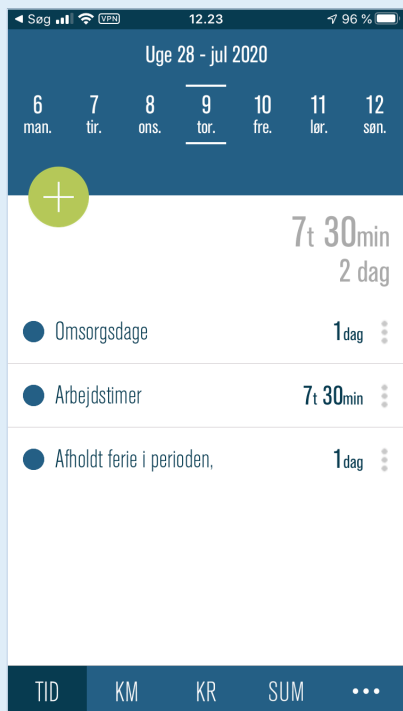 Søg VPN 12.23 96 %
Uge 28 - jul 2020
6 7 8 9 10 11 12
man. tir. ons. tor. fre. lør. søn.
7t 30min
2 dag
Omsorgsdage 1dag
Arbejdstimer 7t 30min
Afholdt ferie i perioden, 1dag
TID KM KR SUM